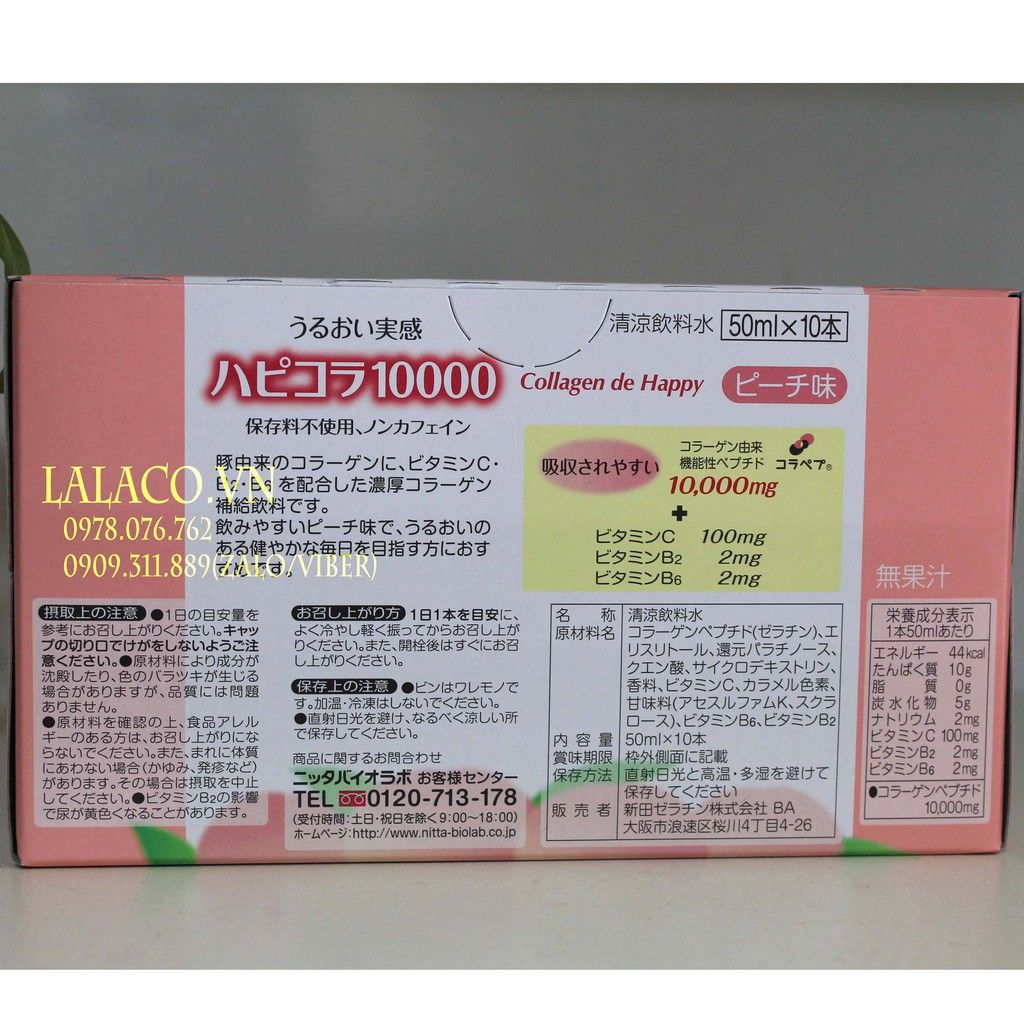 うるおい実感
ハピコラ10000
Collagen de Happy
ピーチ味
清涼飲料水 50ml×10本
保存料不使用、ノンカフェイン
豚由来のコラーゲンに、ビタミンC・
B2・B6を配合した濃厚コラーゲン
補給飲料です。
飲みやすいピーチ味で、うるおいの
ある健やかな毎日を目指す方におす
すめです。
LALACO.VN
0978.076.762
0909.311.889(ZALO/VIBER)
吸収されやすい
コラーゲン由来
機能性ペプチド
コラペプ®
10,000mg
+
ビタミンC 100mg
ビタミンB2 2mg
ビタミンB6 2mg
無果汁
摂取上の注意 ●1日の目安量を
参考にお召し上がりください。キャッ
プの切り口でけがをしないようご注
意ください。●原材料により成分が
沈殿したり、色のバラツキが生じる
場合がありますが、品質には問題
ありません。
●原材料を確認の上、食品アレル
ギーのある方は、お召し上がりにな
らないでください。また、まれに体質
にあわない場合(かゆみ、発疹など)
があります。その場合は摂取を中止
してください。●ビタミンB2の影響
で尿が黄色くなることがあります。
お召し上がり方 1日1本を目安に、
よく冷やし軽く振ってからお召し上
がりください。また、開栓後はすぐにお召
し上がりください。
保存上の注意 ●ビンはワレモノで
す。加温・冷凍はしないでください。
●直射日光を避け、なるべく涼しい所
で保存してください。
商品に関するお問合わせ
ニッタバイオラボ お客様センター
TEL 0120-713-178
(受付時間:土日・祝日を除く9:00~18:00)
ホームページ:http://www.nitta-biolab.co.jp
名称 清涼飲料水
原材料名 コラーゲンペプチド(ゼラチン)、エ
リスリトール、還元パラチノース、
クエン酸、サイクロデキストリン、
香料、ビタミンC、カラメル色素、
甘味料(アセスルファムK、スクラ
ロース)、ビタミンB6、ビタミンB2
内容量 50ml×10本
賞味期限 枠外側面に記載
保存方法 直射日光と高温・多湿を避けて
保存してください
販売者 新田ゼラチン株式会社 BA
大阪市浪速区桜川4丁目4-26
栄養成分表示
1本50mlあたり
エネルギー 44kcal
たんぱく質 10g
脂質 0g
炭水化物 5g
ナトリウム 2mg
ビタミンC 100mg
ビタミンB2 2mg
ビタミンB6 2mg
●コラーゲンペプチド
10,000mg